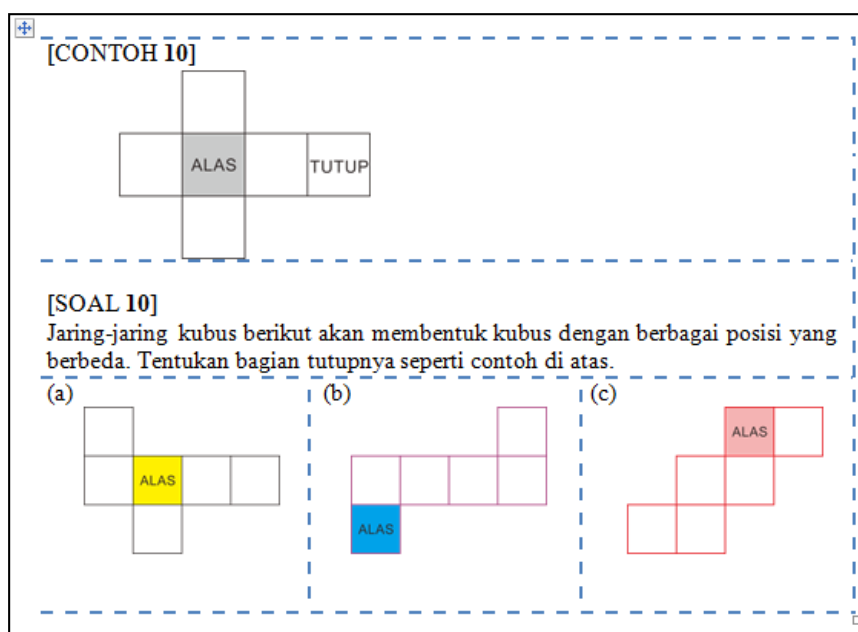 [CONTOH 10]
ALAS
TUTUP
[SOAL 10]
Jaring-jaring kubus berikut akan membentuk kubus dengan berbagai posisi yang
berbeda. Tentukan bagian tutupnya seperti contoh di atas.
(a)
(b)
(c)
ALAS
ALAS
ALAS